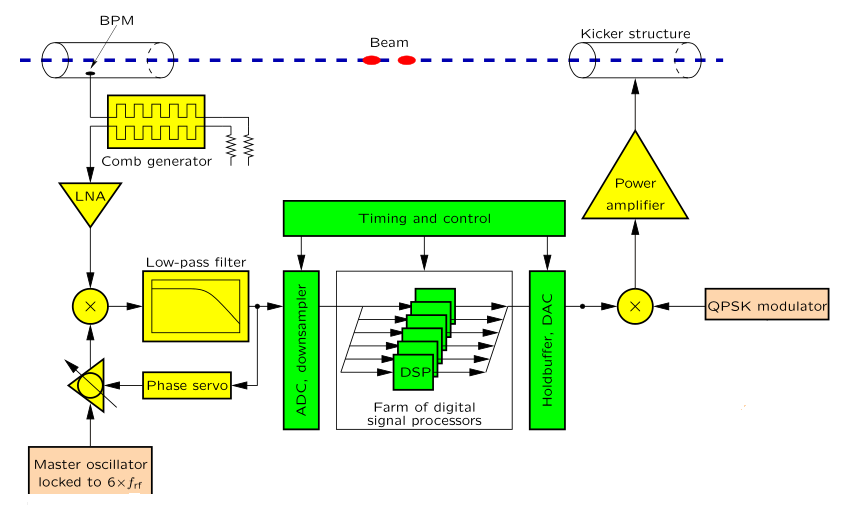 BPM
Beam
Kicker structure
Comb generator
LNA
Power
amplifier
Timing and control
Low-pass filter
×
ADC, downsampler
DSP
Farm of digital
signal processors
Holdbuffer, DAC
×
QPSK modulator
Phase servo
Master oscillator
locked to 6×frf